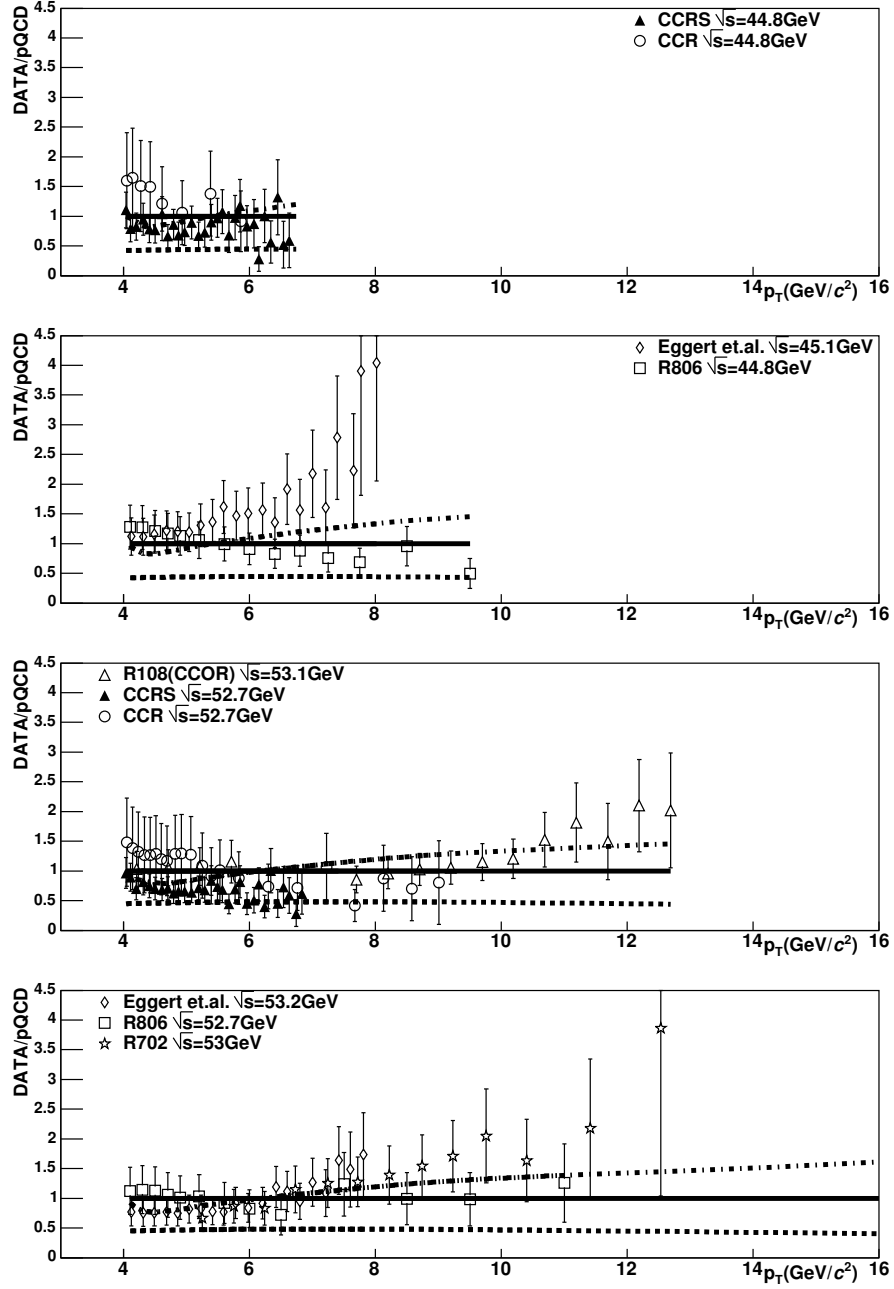 DATA/pQCD
4.5
4
3.5
3
2.5
2
1.5
1
0.5
0
CCRS √s=44.8GeV
CCR √s=44.8GeV
4 6 8 10 12 14 16
pT(GeV/c²)
DATA/pQCD
4.5
4
3.5
3
2.5
2
1.5
1
0.5
0
Eggert et.al. √s=45.1GeV
R806 √s=44.8GeV
4 6 8 10 12 14 16
pT(GeV/c²)
DATA/pQCD
4.5
4
3.5
3
2.5
2
1.5
1
0.5
0
R108(CCOR) √s=53.1GeV
CCRS √s=52.7GeV
CCR √s=52.7GeV
4 6 8 10 12 14 16
pT(GeV/c²)
DATA/pQCD
4.5
4
3.5
3
2.5
2
1.5
1
0.5
0
Eggert et.al. √s=53.2GeV
R806 √s=52.7GeV
R702 √s=53GeV
4 6 8 10 12 14 16
pT(GeV/c²)